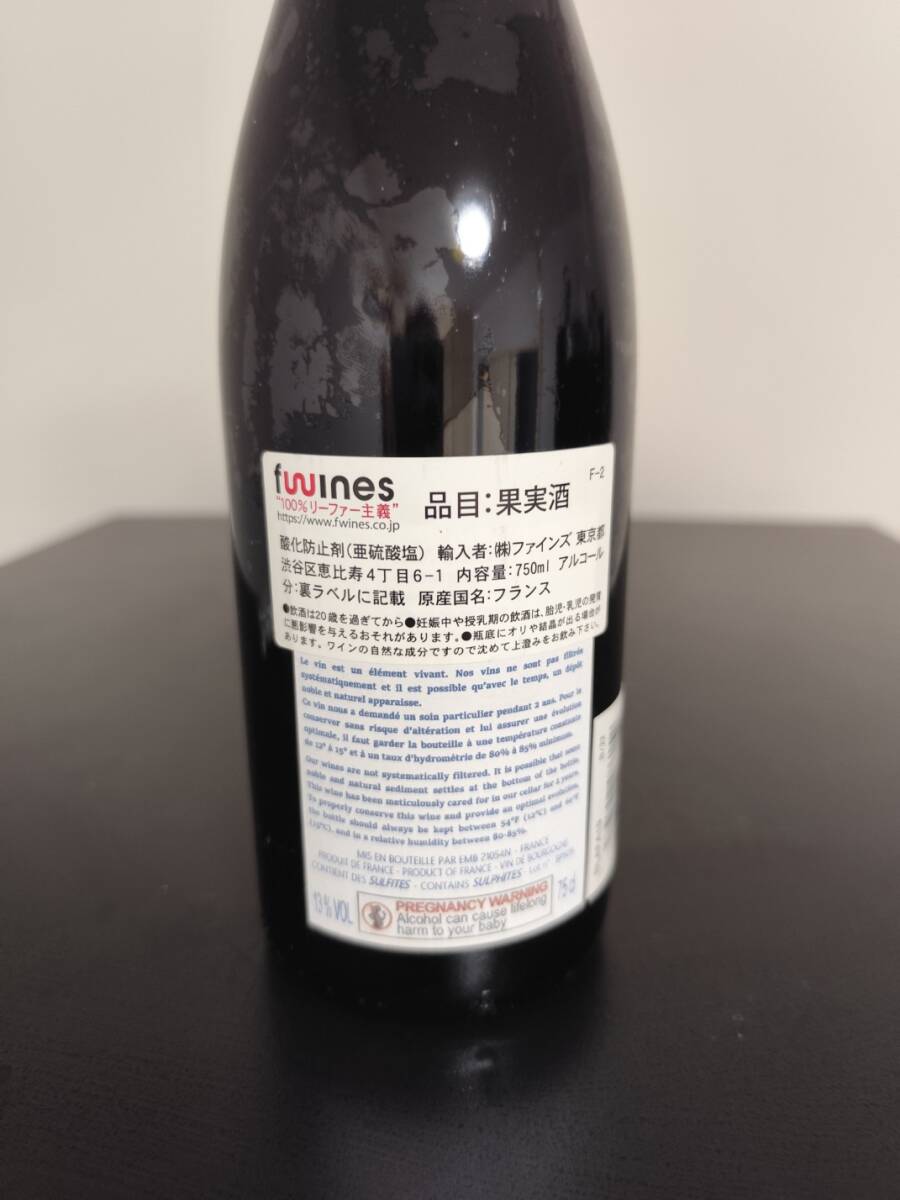 fwines
F-2
"100%リーファー主義"
https://www.fwines.co.jp
品目:果実酒
酸化防止剤(亜硫酸塩) 輸入者:㈱ファインズ 東京都
渋谷区恵比寿4丁目6-1 内容量:750ml アルコール
分:裏ラベルに記載 原産国名:フランス
●飲酒は20歳を過ぎてから●妊娠中や授乳期の飲酒は、胎児・乳児の発育
に悪影響を与えるおそれがあります。●瓶底にオリや結晶が出る場合が
あります。ワインの自然な成分ですので沈めて上澄みをお飲み下さい。
Le vin est un élément vivant. Nos vins ne sont pas filtrés
systématiquement et il est possible qu'avec le temps, un dépôt
noble et naturel apparaisse.
Ce vin nous a demandé un soin particulier pendant 2 ans. Pour le
conserver sans risque d'altération et lui assurer une évolution
optimale, il faut garder la bouteille à une température constante
de 12° à 15° et à un taux d'hydrométrie de 80% à 85% minimum.
Our wines are not systematically filtered. It is possible that some
noble and natural sediment settles at the bottom of the bottle.
This wine has been meticulously cared for in our cellar for 2 years.
To properly conserve this wine and provide an optimal evolution,
the bottle should always be kept between 54°F (12°C) and 60°F
(15°C), and in a relative humidity between 80-85%.
MIS EN BOUTEILLE PAR EMB 21054N - FRANCE
PRODUIT DE FRANCE - PRODUCT OF FRANCE - VIN DE BOURGOGNE
CONTIENT DES SULFITES - CONTAINS SULPHITES - Lot n°
13% VOL
75 cl
PREGNANCY WARNING
Alcohol can cause lifelong
harm to your baby